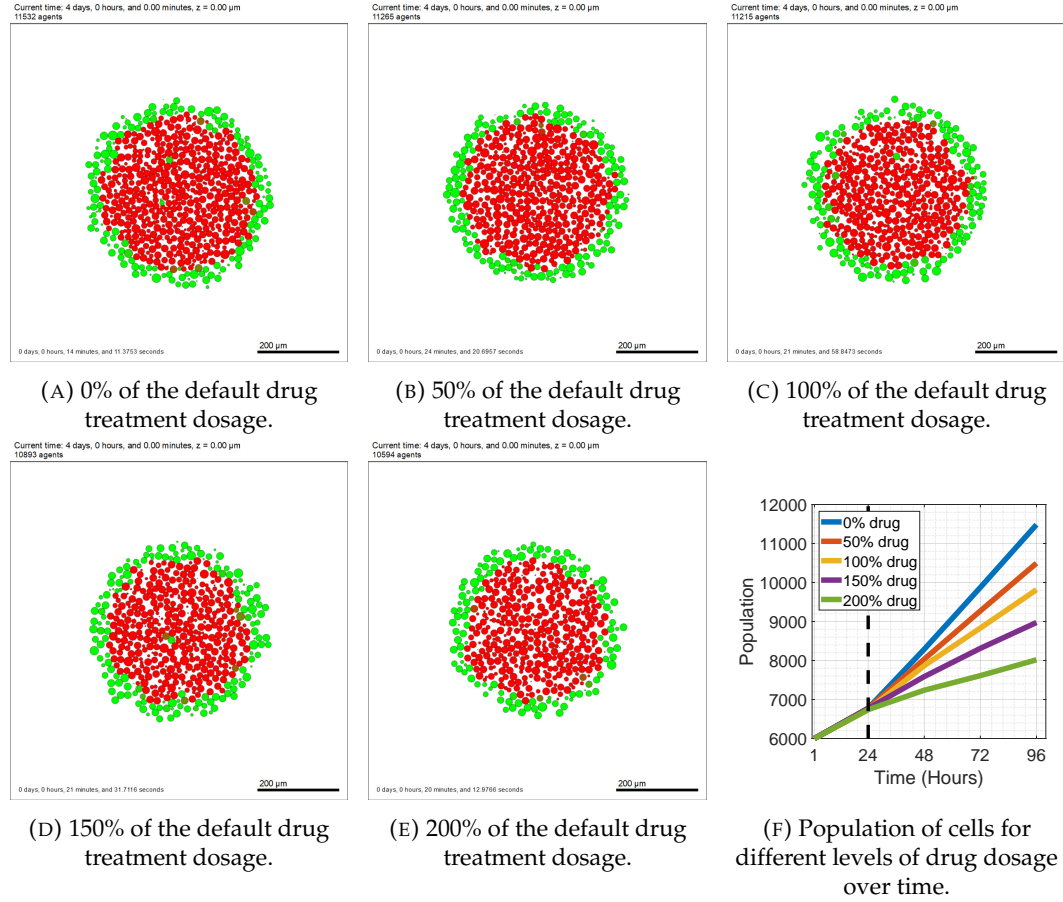 Current time: 4 days, 0 hours, and 0.00 minutes, z = 0.00 μm
11532 agents
200 μm
0 days, 0 hours, 14 minutes, and 11.3753 seconds
(A) 0% of the default drug
treatment dosage.
Current time: 4 days, 0 hours, and 0.00 minutes, z = 0.00 μm
11265 agents
200 μm
0 days, 0 hours, 24 minutes, and 20.6957 seconds
(B) 50% of the default drug
treatment dosage.
Current time: 4 days, 0 hours, and 0.00 minutes, z = 0.00 μm
11215 agents
200 μm
0 days, 0 hours, 21 minutes, and 58.8473 seconds
(C) 100% of the default drug
treatment dosage.
Current time: 4 days, 0 hours, and 0.00 minutes, z = 0.00 μm
10893 agents
200 μm
0 days, 0 hours, 21 minutes, and 31.7116 seconds
(D) 150% of the default drug
treatment dosage.
Current time: 4 days, 0 hours, and 0.00 minutes, z = 0.00 μm
10594 agents
200 μm
0 days, 0 hours, 20 minutes, and 12.9766 seconds
(E) 200% of the default drug
treatment dosage.
12000
11000
10000
9000
8000
7000
6000
Population
0% drug
50% drug
100% drug
150% drug
200% drug
1 24 48 72 96
Time (Hours)
(F) Population of cells for
different levels of drug dosage
over time.